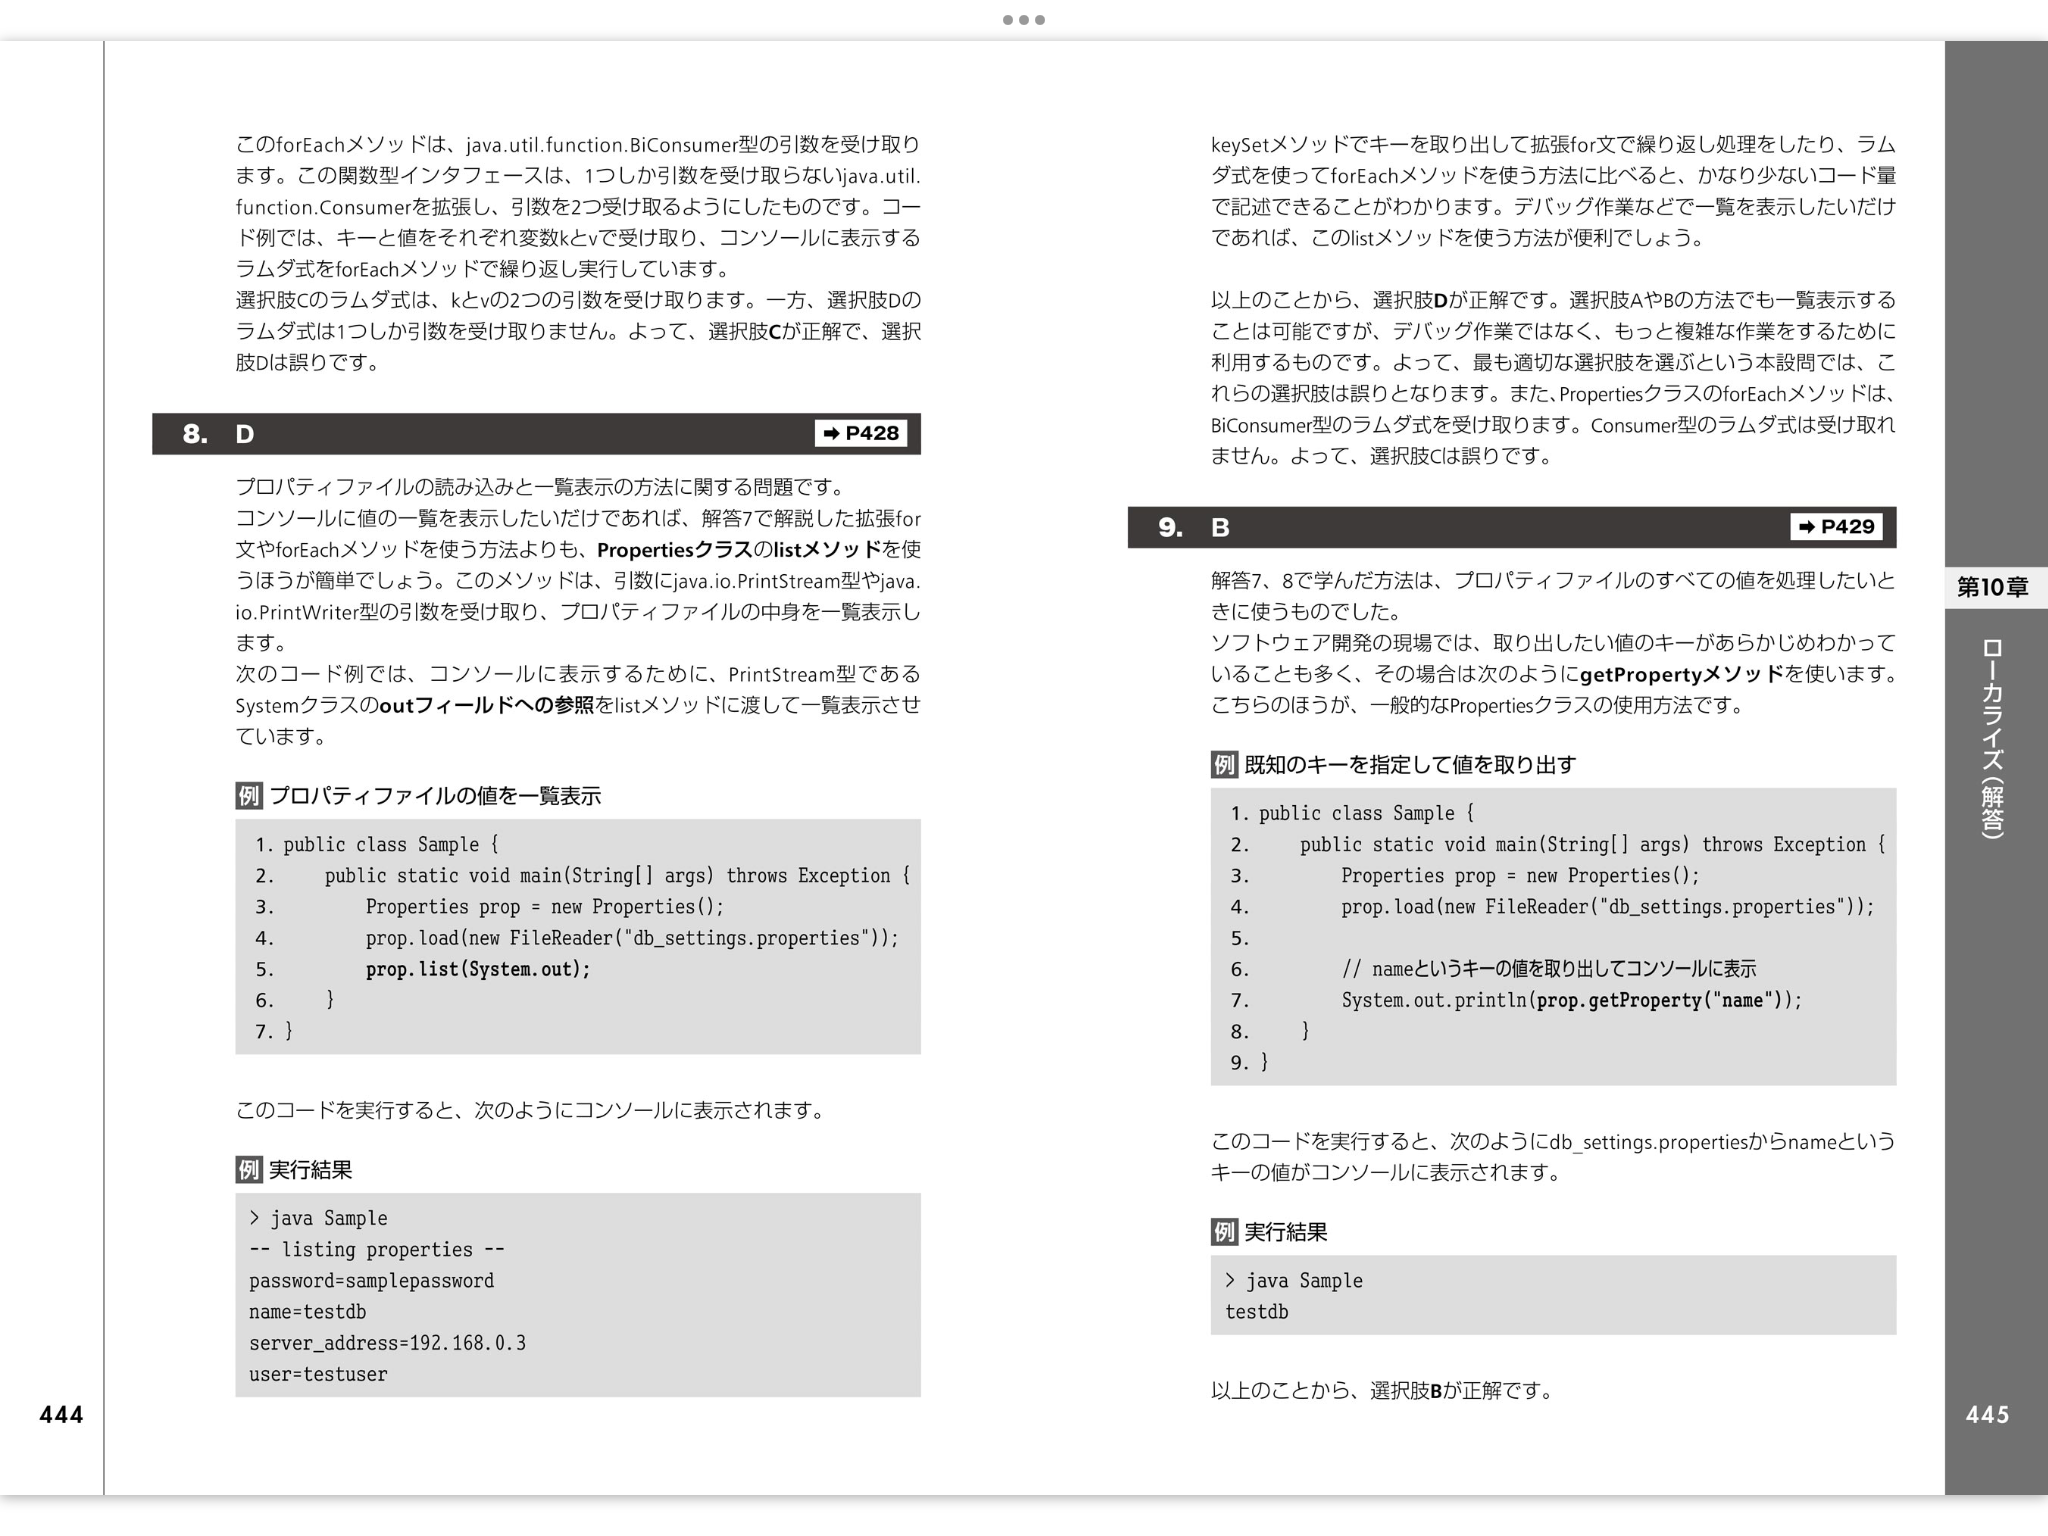 このforEachメソッドは、java.util.function.BiConsumer型の引数を受け取り
ます。この関数型インタフェースは、1つしか引数を受け取らないjava.util.
function.Consumerを拡張し、引数を2つ受け取るようにしたものです。コー
ド例では、キーと値をそれぞれ変数kとvで受け取り、コンソールに表示する
ラムダ式をforEachメソッドで繰り返し実行しています。
選択肢Cのラムダ式は、kとvの2つの引数を受け取ります。一方、選択肢Dの
ラムダ式は1つしか引数を受け取りません。よって、選択肢Cが正解で、選択
肢Dは誤りです。
8. D ➡ P428
プロパティファイルの読み込みと一覧表示の方法に関する問題です。
コンソールに値の一覧を表示したいだけであれば、解答7で解説した拡張for
文やforEachメソッドを使う方法よりも、Propertiesクラスのlistメソッドを使
うほうが簡単でしょう。このメソッドは、引数にjava.io.PrintStream型やjava.
io.PrintWriter型の引数を受け取り、プロパティファイルの中身を一覧表示し
ます。
次のコード例では、コンソールに表示するために、PrintStream型である
Systemクラスのoutフィールドへの参照をlistメソッドに渡して一覧表示させ
ています。
例 プロパティファイルの値を一覧表示
1. public class Sample {
2.     public static void main(String[] args) throws Exception {
3.         Properties prop = new Properties();
4.         prop.load(new FileReader("db_settings.properties"));
5.         prop.list(System.out);
6.     }
7. }
このコードを実行すると、次のようにコンソールに表示されます。
例 実行結果
> java Sample
-- listing properties --
password=samplepassword
name=testdb
server_address=192.168.0.3
user=testuser
444
keySetメソッドでキーを取り出して拡張for文で繰り返し処理をしたり、ラム
ダ式を使ってforEachメソッドを使う方法に比べると、かなり少ないコード量
で記述できることがわかります。デバッグ作業などで一覧を表示したいだけ
であれば、このlistメソッドを使う方法が便利でしょう。
以上のことから、選択肢Dが正解です。選択肢AやBの方法でも一覧表示する
ことは可能ですが、デバッグ作業ではなく、もっと複雑な作業をするために
利用するものです。よって、最も適切な選択肢を選ぶという本設問では、こ
れらの選択肢は誤りとなります。また、PropertiesクラスのforEachメソッドは、
BiConsumer型のラムダ式を受け取ります。Consumer型のラムダ式は受け取れ
ません。よって、選択肢Cは誤りです。
9. B ➡ P429
解答7、8で学んだ方法は、プロパティファイルのすべての値を処理したいと
きに使うものでした。
ソフトウェア開発の現場では、取り出したい値のキーがあらかじめわかって
いることも多く、その場合は次のようにgetPropertyメソッドを使います。
こちらのほうが、一般的なPropertiesクラスの使用方法です。
例 既知のキーを指定して値を取り出す
1. public class Sample {
2.     public static void main(String[] args) throws Exception {
3.         Properties prop = new Properties();
4.         prop.load(new FileReader("db_settings.properties"));
5.
6.         // nameというキーの値を取り出してコンソールに表示
7.         System.out.println(prop.getProperty("name"));
8.     }
9. }
このコードを実行すると、次のようにdb_settings.propertiesからnameという
キーの値がコンソールに表示されます。
例 実行結果
> java Sample
testdb
以上のことから、選択肢Bが正解です。
第10章
ローカライズ（解答）
445